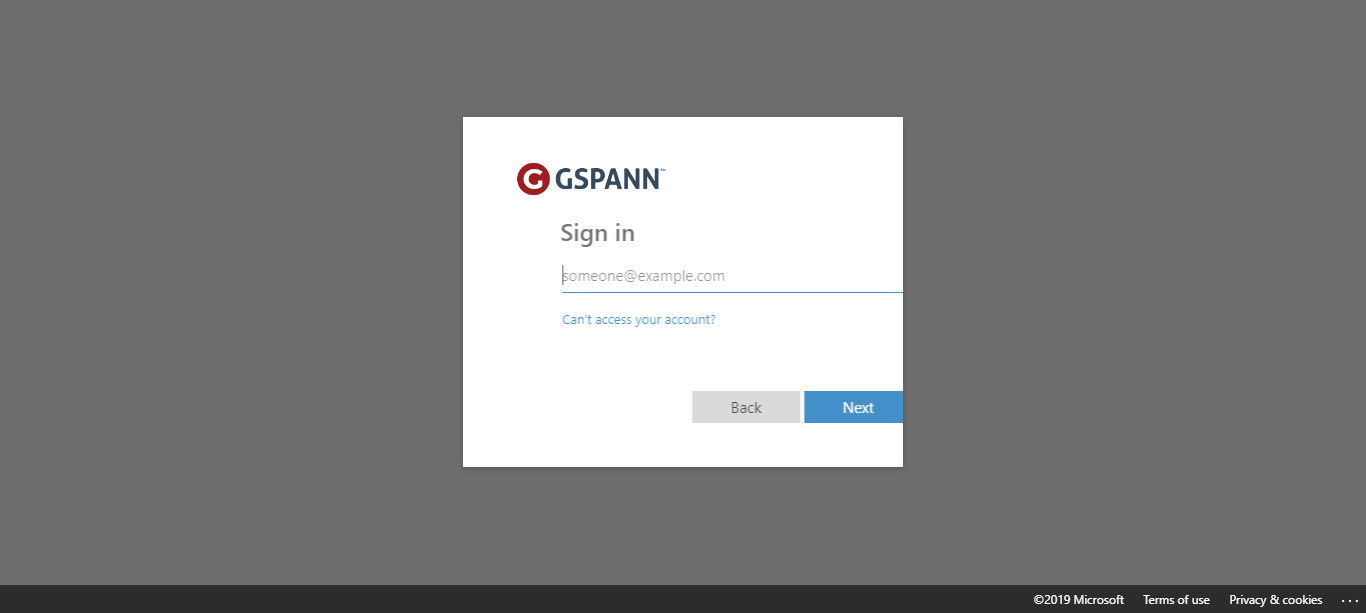 GSPANN™
Sign in
someone@example.com
Can't access your account?
Back Next
©2019 Microsoft Terms of use Privacy & cookies ...